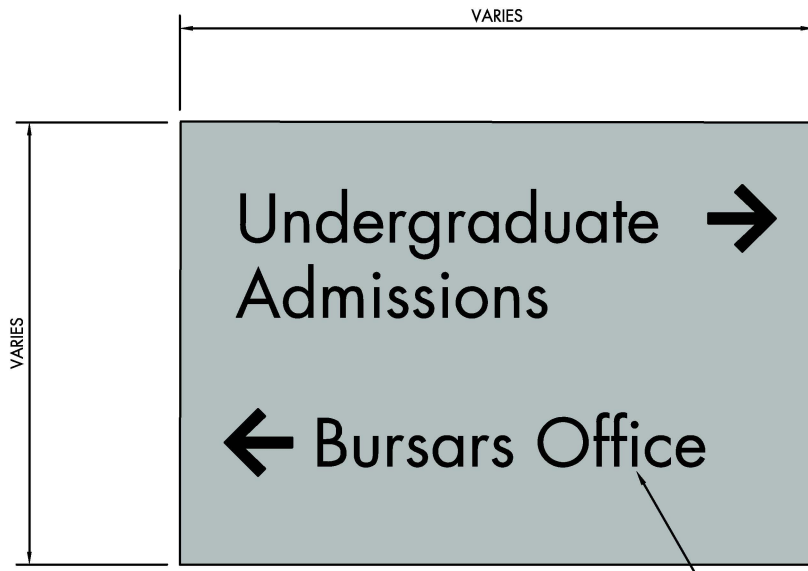 VARIES
VARIES
Undergraduate
Admissions
Bursars Office